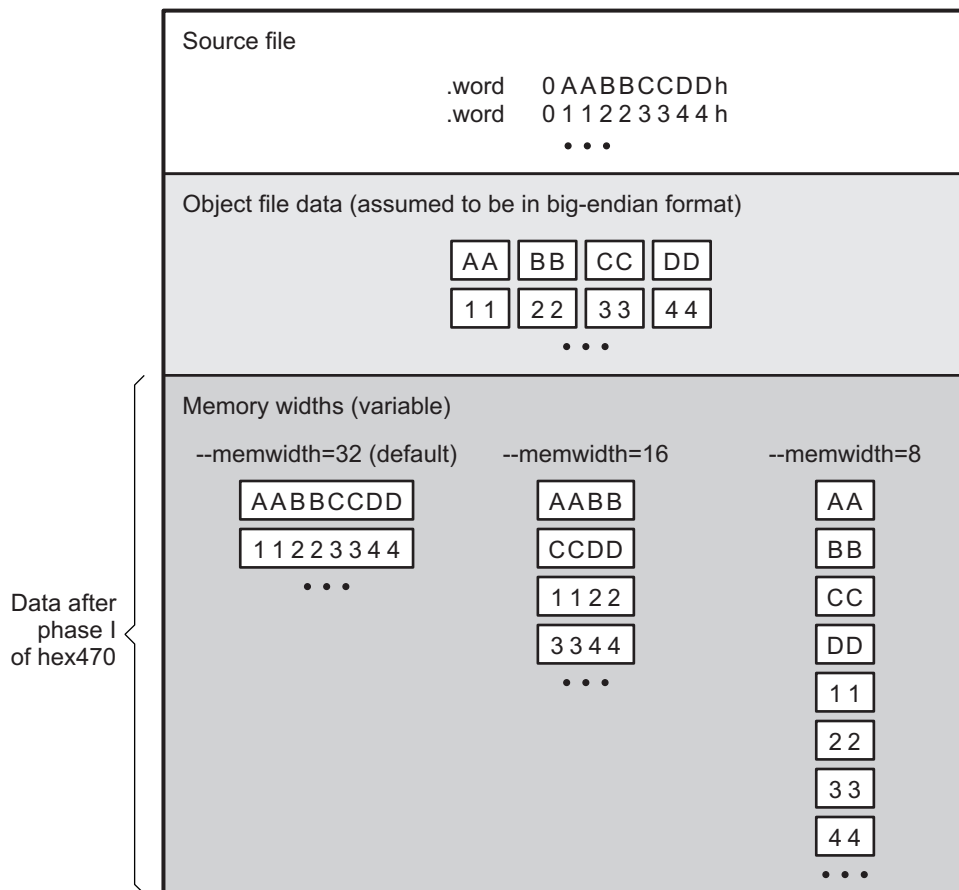 Source file
.word 0AABBCCDDh
.word 011223344h
• • •
Object file data (assumed to be in big-endian format)
AA BB CC DD
11 22 33 44
• • •
Memory widths (variable)
--memwidth=32 (default) --memwidth=16 --memwidth=8
AABBCCDD AABB AA
11223344 CCDD BB
• • • 1122 CC
3344 DD
• • • 11
22
33
44
• • •
Data after
phase I
of hex470